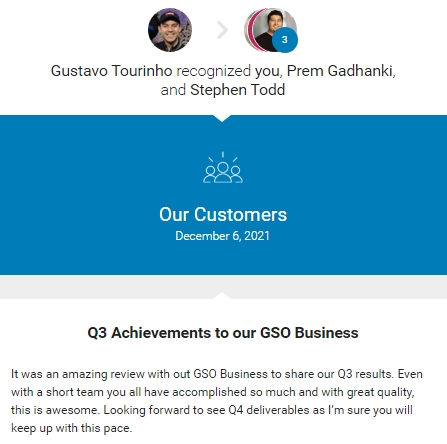 3
Gustavo Tourinho recognized you, Prem Gadhanki,
and Stephen Todd
Our Customers
December 6, 2021
Q3 Achievements to our GSO Business
It was an amazing review with out GSO Business to share our Q3 results. Even
with a short team you all have accomplished so much and with great quality,
this is awesome. Looking forward to see Q4 deliverables as I'm sure you will
keep up with this pace.